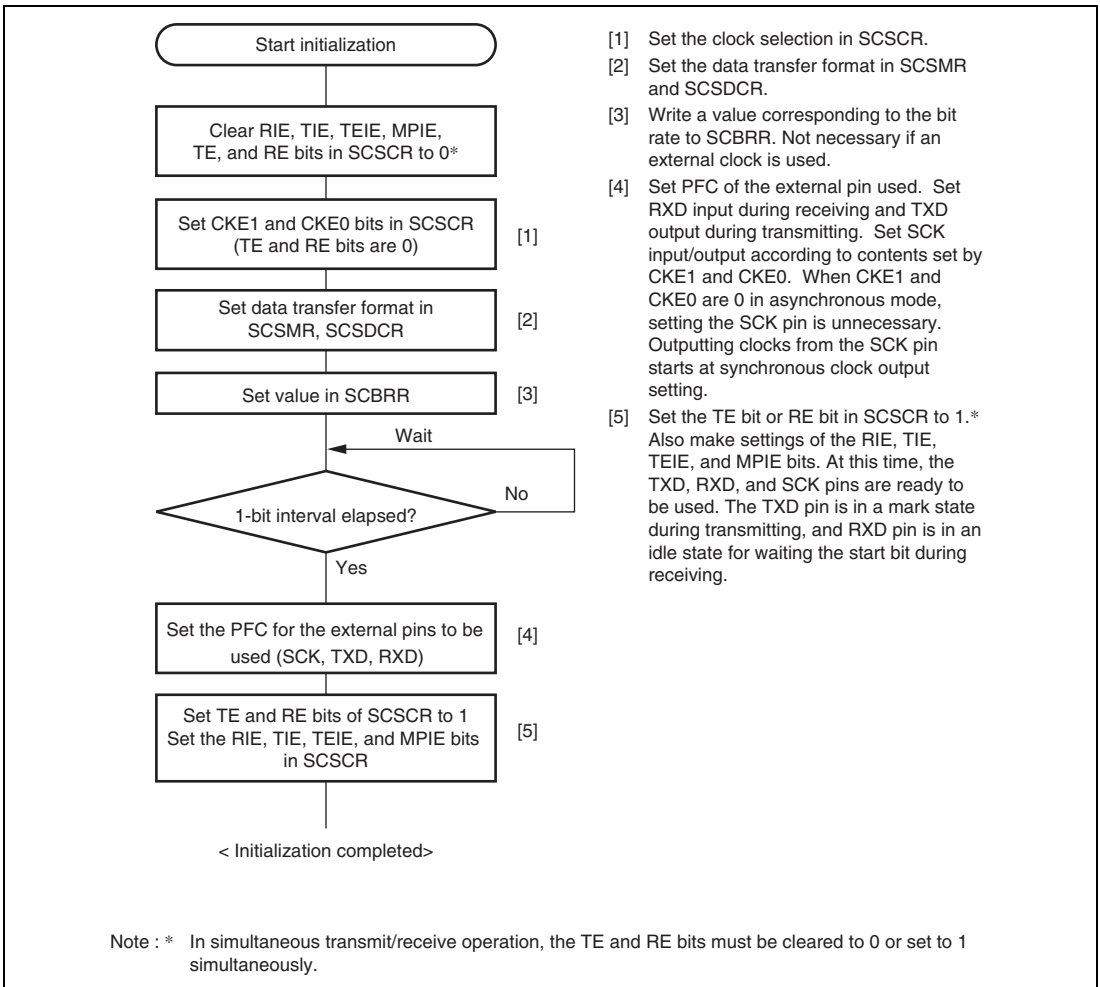 Start initialization
Clear RIE, TIE, TEIE, MPIE,
TE, and RE bits in SCSCR to 0*
Set CKE1 and CKE0 bits in SCSCR
(TE and RE bits are 0)
[1]
Set data transfer format in
SCSMR, SCSDCR
[2]
Set value in SCBRR
[3]
Wait
1-bit interval elapsed?
No
Yes
Set the PFC for the external pins to be
used (SCK, TXD, RXD)
[4]
Set TE and RE bits of SCSCR to 1
Set the RIE, TIE, TEIE, and MPIE bits
in SCSCR
[5]
< Initialization completed>
[1] Set the clock selection in SCSCR.
[2] Set the data transfer format in SCSMR
and SCSDCR.
[3] Write a value corresponding to the bit
rate to SCBRR. Not necessary if an
external clock is used.
[4] Set PFC of the external pin used. Set
RXD input during receiving and TXD
output during transmitting. Set SCK
input/output according to contents set by
CKE1 and CKE0. When CKE1 and
CKE0 are 0 in asynchronous mode,
setting the SCK pin is unnecessary.
Outputting clocks from the SCK pin
starts at synchronous clock output
setting.
[5] Set the TE bit or RE bit in SCSCR to 1.*
Also make settings of the RIE, TIE,
TEIE, and MPIE bits. At this time, the
TXD, RXD, and SCK pins are ready to
be used. The TXD pin is in a mark state
during transmitting, and RXD pin is in an
idle state for waiting the start bit during
receiving.
Note : * In simultaneous transmit/receive operation, the TE and RE bits must be cleared to 0 or set to 1
simultaneously.